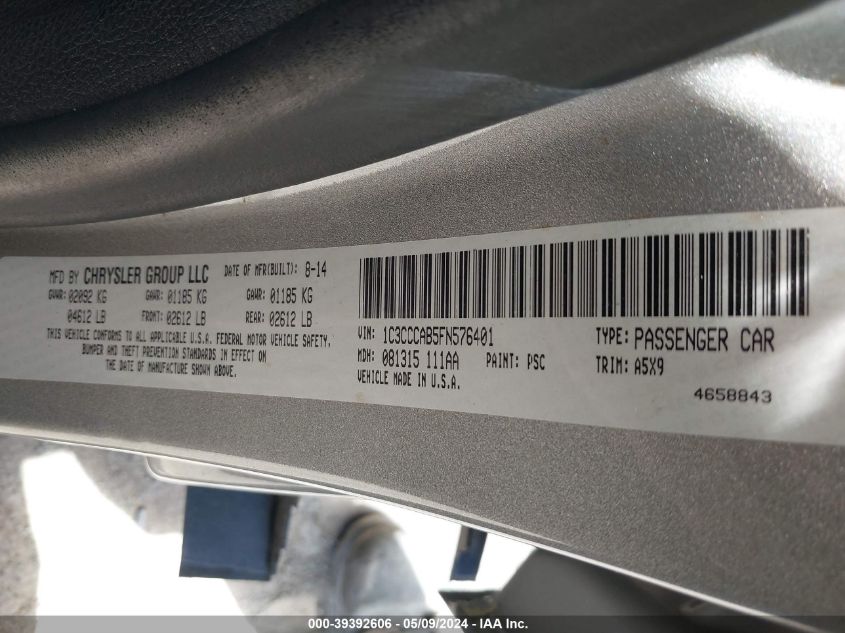 MFD BY CHRYSLER GROUP LLC DATE OF MFR(BUILT): 8-14
GVWR: 02092 KG GAWR: 01185 KG GAWR: 01185 KG
04612 LB FRONT: 02612 LB REAR: 02612 LB
THIS VEHICLE CONFORMS TO ALL APPLICABLE U.S.A. FEDERAL MOTOR VEHICLE SAFETY,
BUMPER AND THEFT PREVENTION STANDARDS IN EFFECT ON
THE DATE OF MANUFACTURE SHOWN ABOVE.
VIN: 1C3CCCAB5FN576401 TYPE: PASSENGER CAR
MDH: 081315 111AA PAINT: PSC TRIM: A5X9
VEHICLE MADE IN U.S.A.
4658843
000-39392606 - 05/09/2024 - IAA Inc.